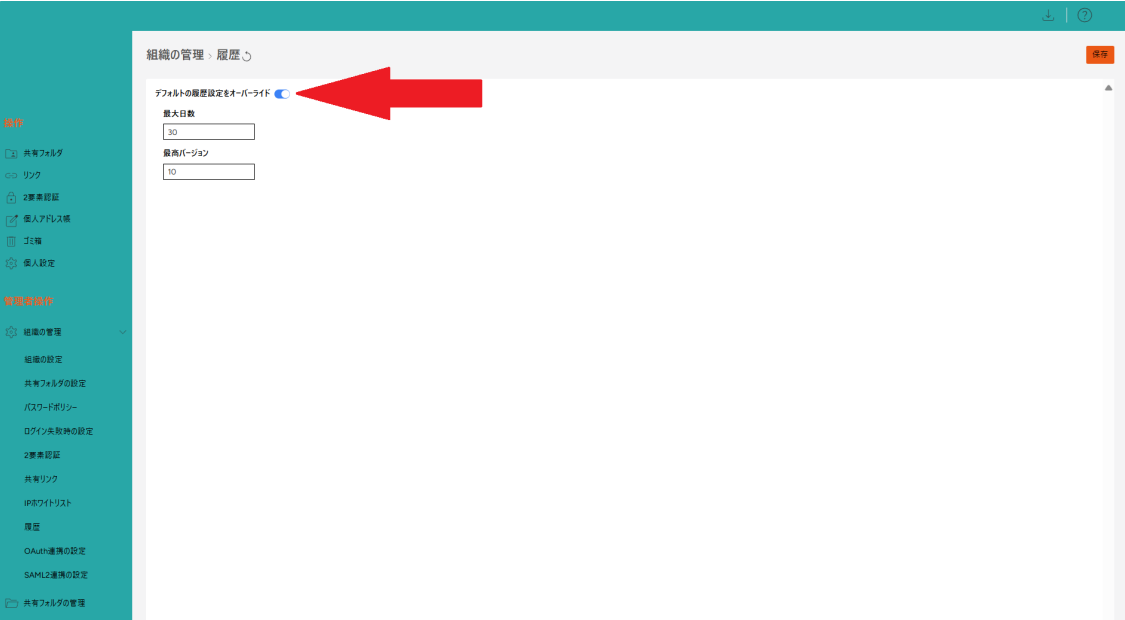 組織の管理 › 履歴
保存
デフォルトの履歴設定をオーバーライド
最大日数
30
最高バージョン
10
操作
共有フォルダ
リンク
2要素認証
個人アドレス帳
ゴミ箱
個人設定
管理者操作
組織の管理
組織の設定
共有フォルダの設定
パスワードポリシー
ログイン失敗時の設定
2要素認証
共有リンク
IPホワイトリスト
履歴
OAuth連携の設定
SAML2連携の設定
共有フォルダの管理